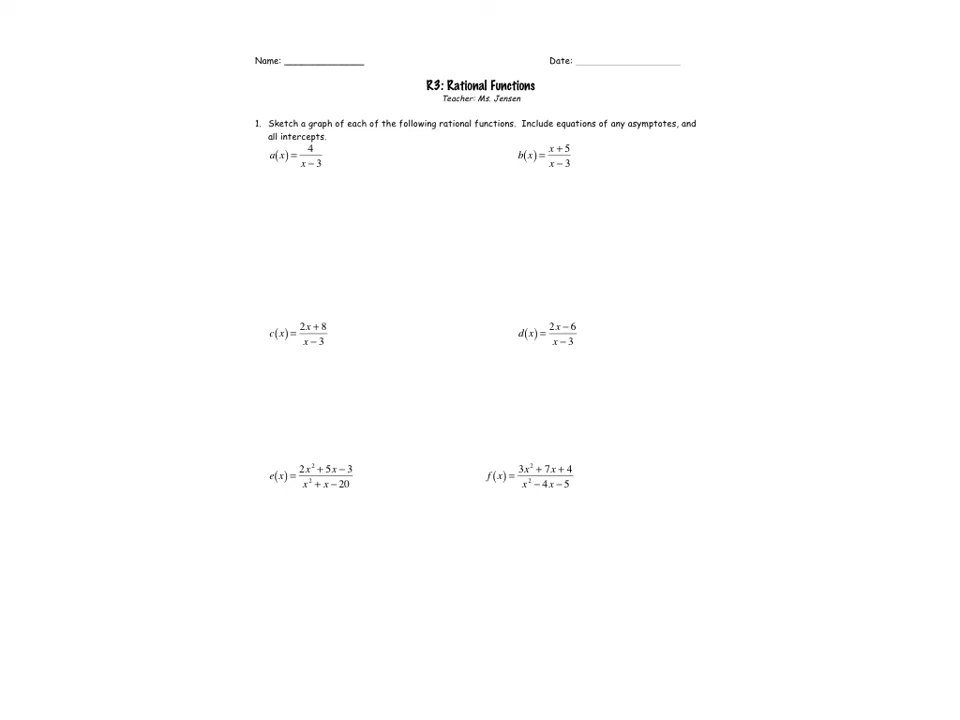 Name: _______________ Date: ____________________
R3: Rational Functions
Teacher: Ms. Jensen
1. Sketch a graph of each of the following rational functions. Include equations of any asymptotes, and
all intercepts.
a(x) = 4/(x − 3) b(x) = (x + 5)/(x − 3)
c(x) = (2x + 8)/(x − 3) d(x) = (2x − 6)/(x − 3)
e(x) = (2x² + 5x − 3)/(x² + x − 20) f(x) = (3x² + 7x + 4)/(x² − 4x − 5)